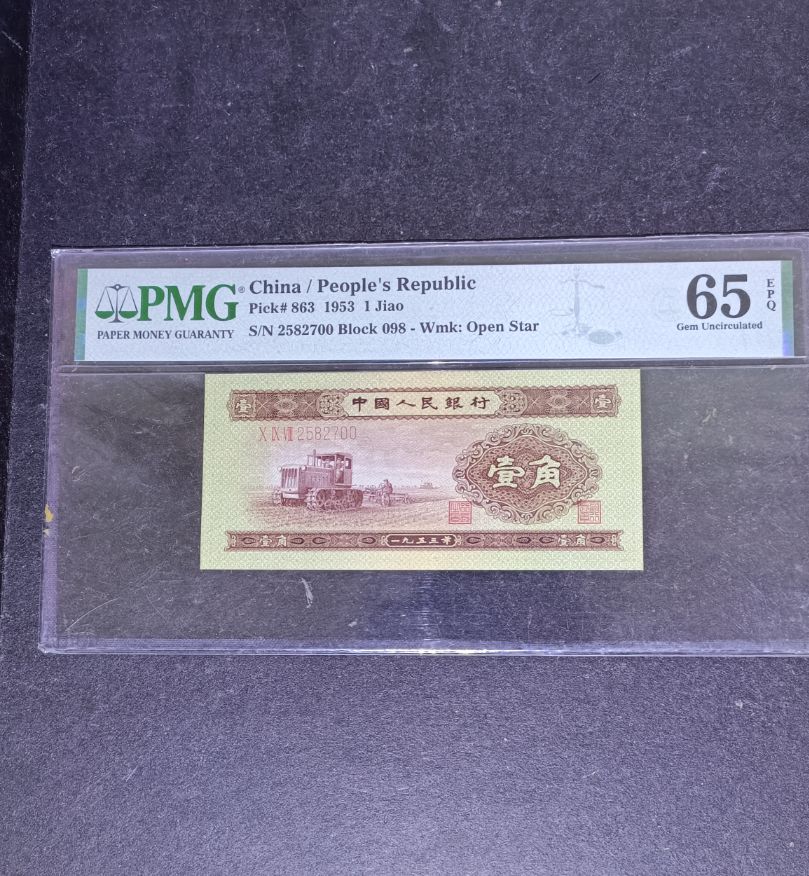 PMG®
PAPER MONEY GUARANTY
China / People's Republic
Pick# 863 1953 1 Jiao
S/N 2582700 Block 098 - Wmk: Open Star
65
EPQ
Gem Uncirculated
中國人民銀行
壹 壹
X IX VIII 2582700
壹角
壹角 一九五三年 壹角